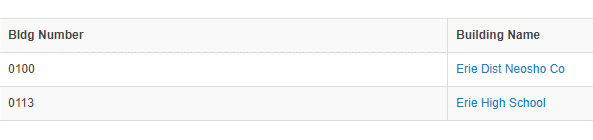 Bldg Number Building Name
0100 Erie Dist Neosho Co
0113 Erie High School